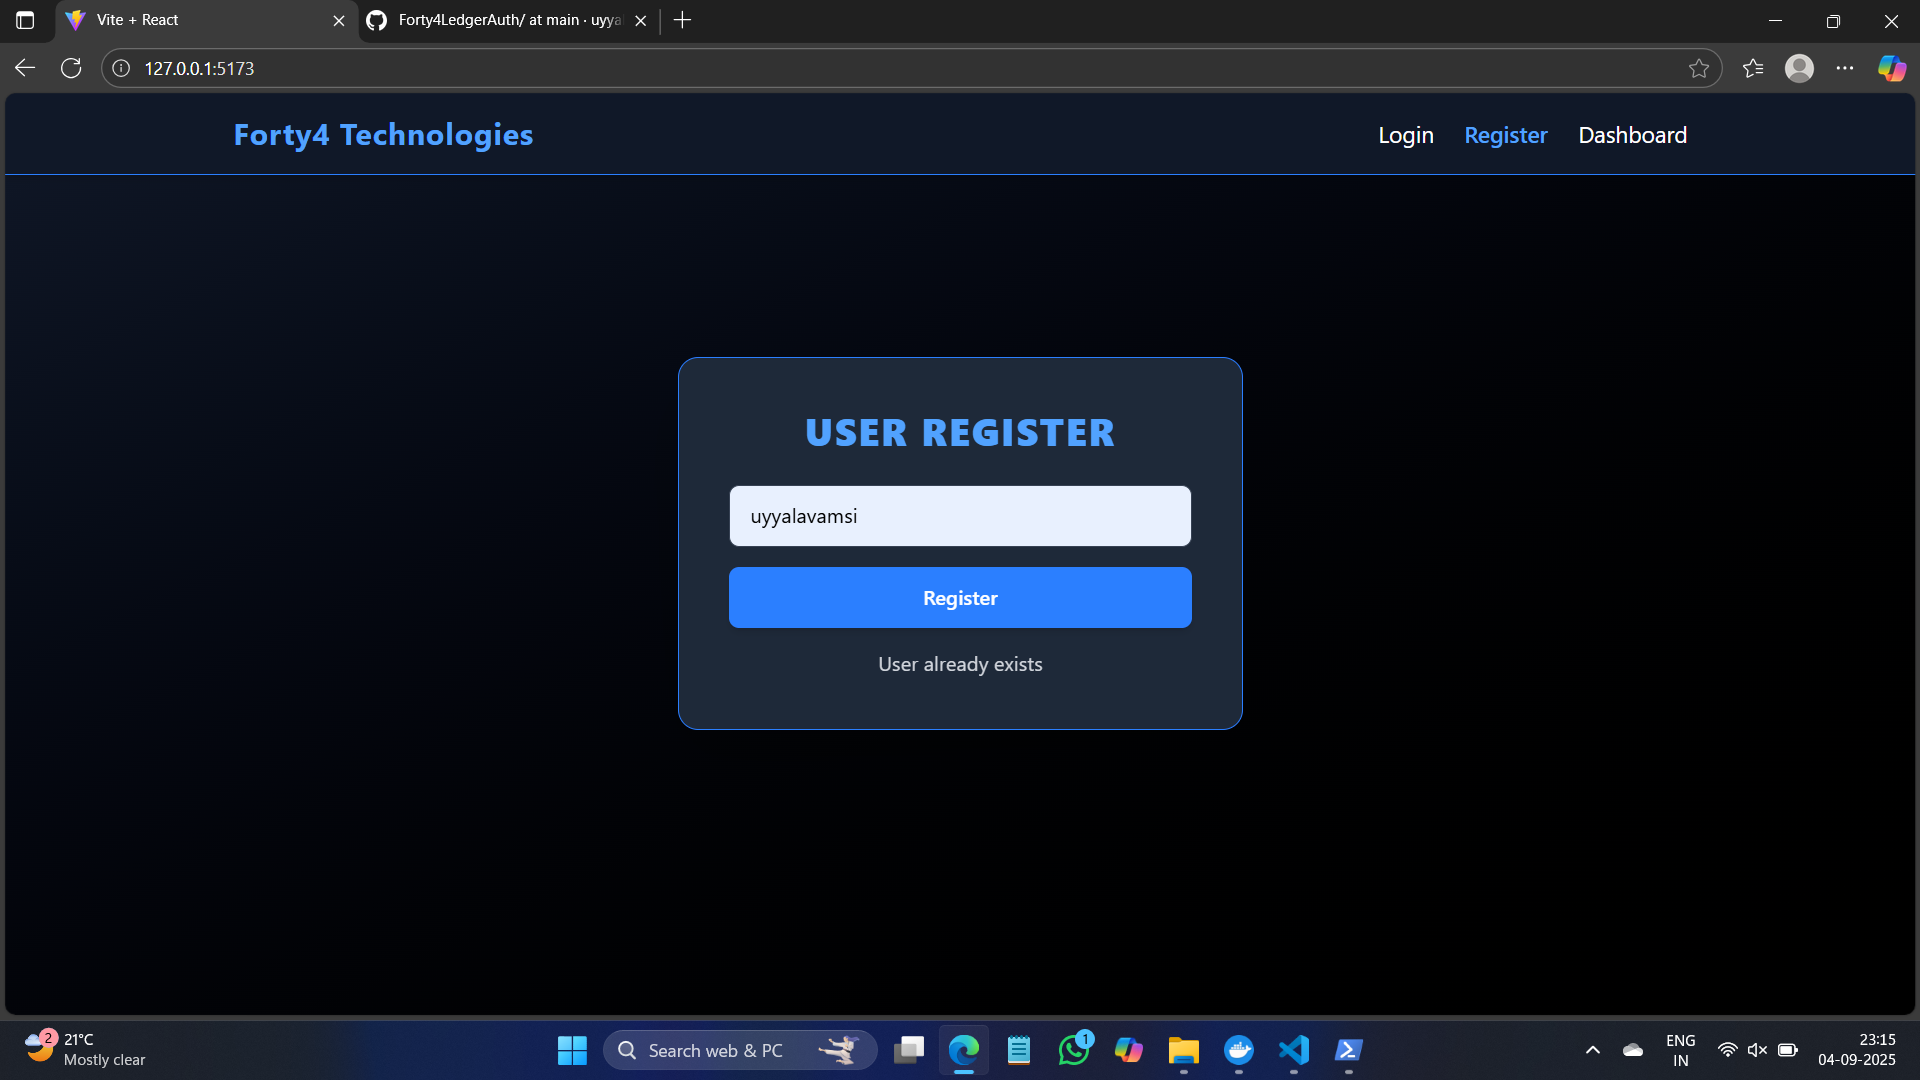 Vite + React
Forty4LedgerAuth/ at main · uyya
127.0.0.1:5173
Forty4 Technologies
Login
Register
Dashboard
USER REGISTER
uyyalavamsi
Register
User already exists
2
21°C
Mostly clear
Search web & PC
1
ENG
IN
23:15
04-09-2025